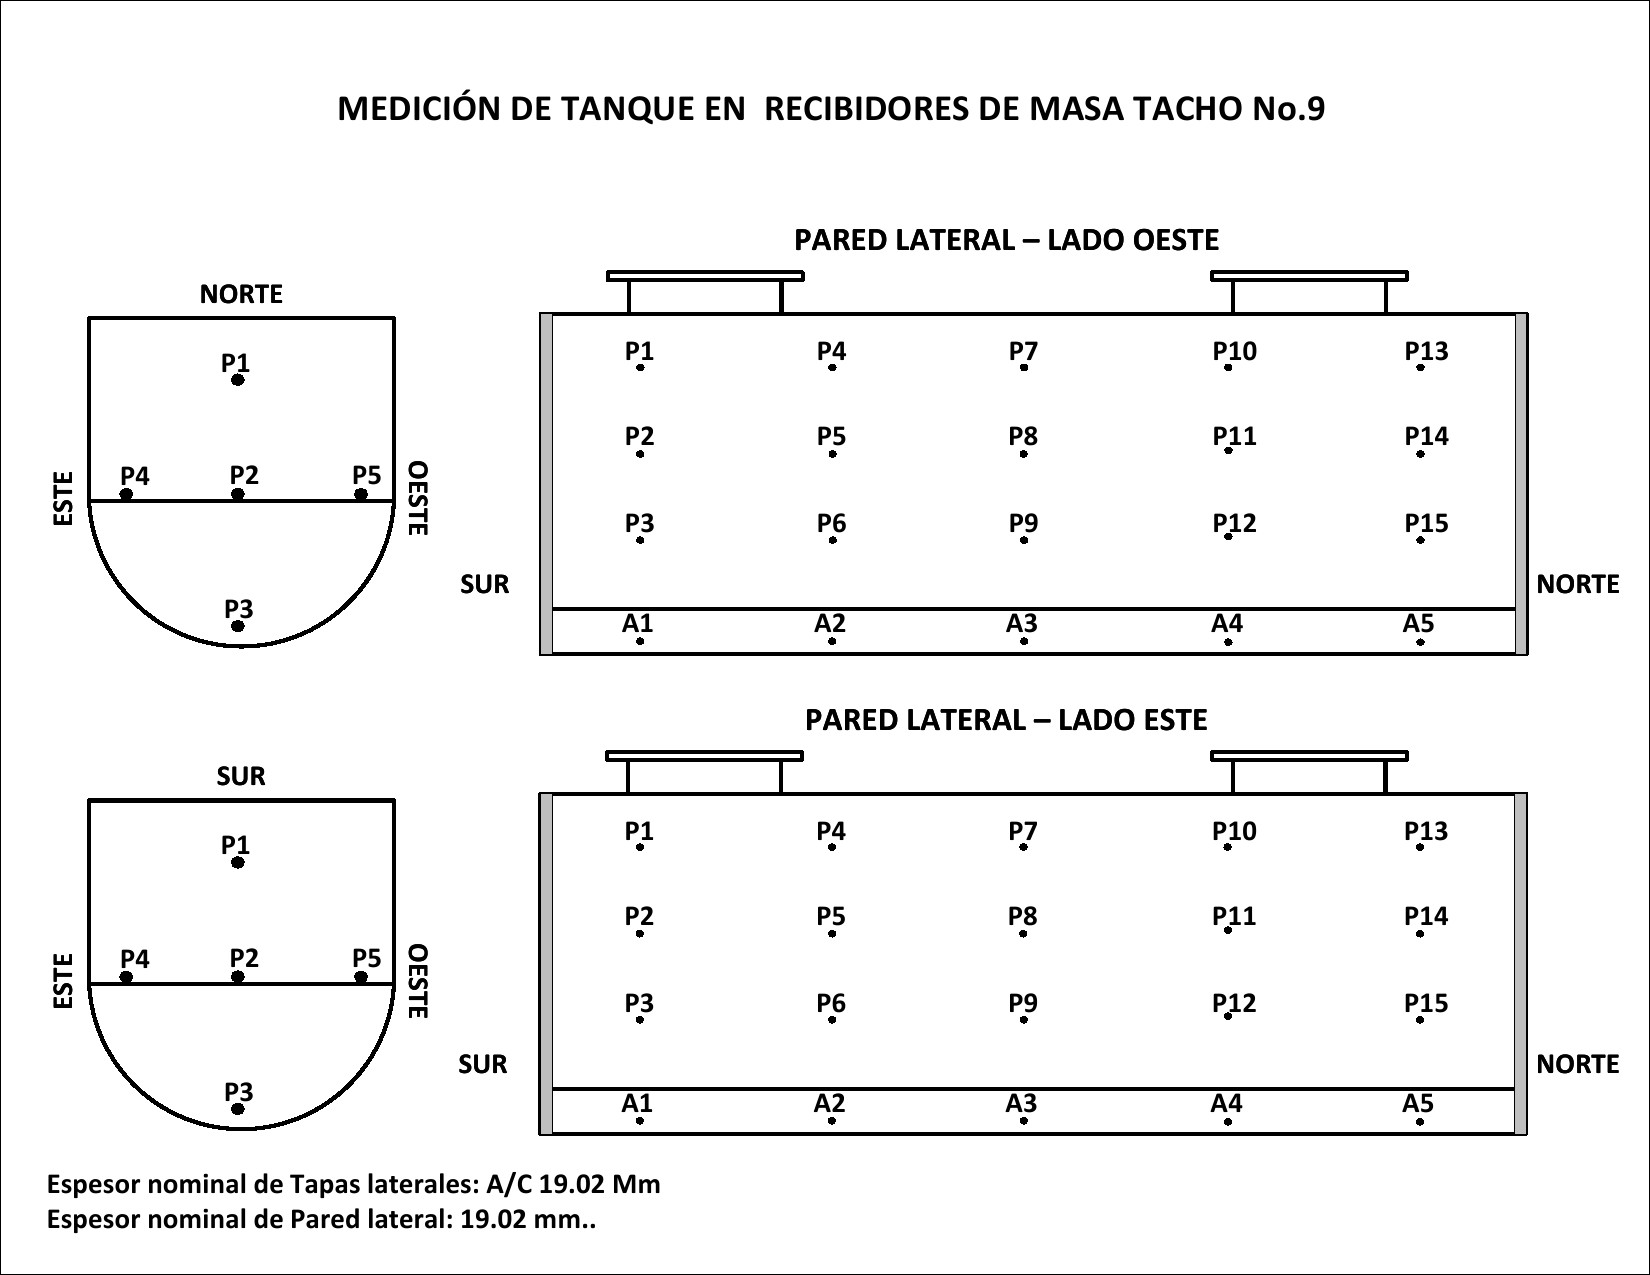 MEDICIÓN DE TANQUE EN  RECIBIDORES DE MASA TACHO No.9
PARED LATERAL – LADO OESTE
NORTE
P1
P4 P2 P5
ESTE
OESTE
P3
P1 P4 P7 P10 P13
P2 P5 P8 P11 P14
P3 P6 P9 P12 P15
SUR
NORTE
A1 A2 A3 A4 A5
PARED LATERAL – LADO ESTE
SUR
P1
P4 P2 P5
ESTE
OESTE
P3
P1 P4 P7 P10 P13
P2 P5 P8 P11 P14
P3 P6 P9 P12 P15
SUR
NORTE
A1 A2 A3 A4 A5
Espesor nominal de Tapas laterales: A/C 19.02 Mm
Espesor nominal de Pared lateral: 19.02 mm..